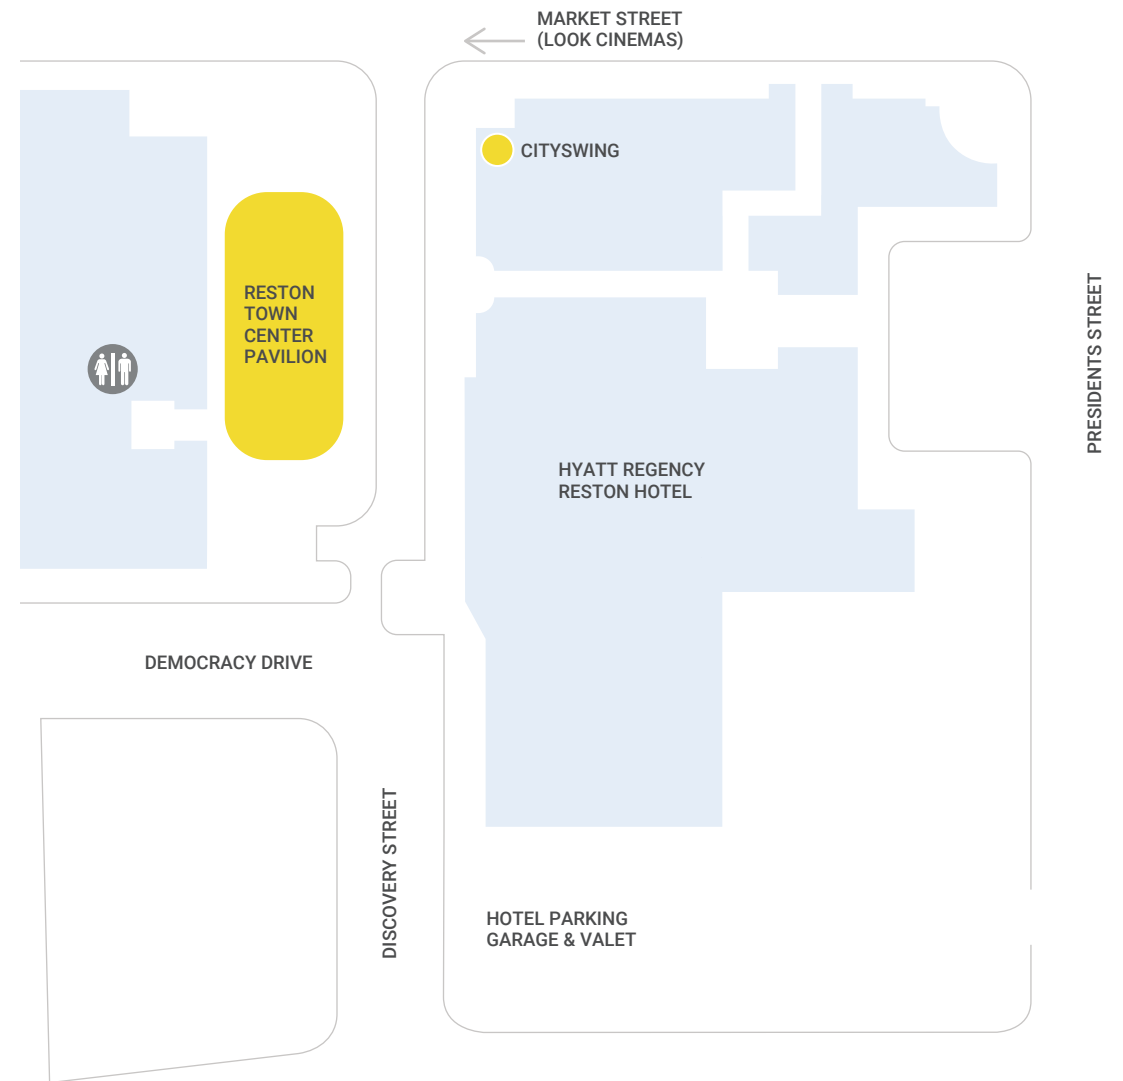 MARKET STREET
(LOOK CINEMAS)
CITYSWING
RESTON
TOWN
CENTER
PAVILION
PRESIDENTS STREET
HYATT REGENCY
RESTON HOTEL
DEMOCRACY DRIVE
DISCOVERY STREET
HOTEL PARKING
GARAGE & VALET